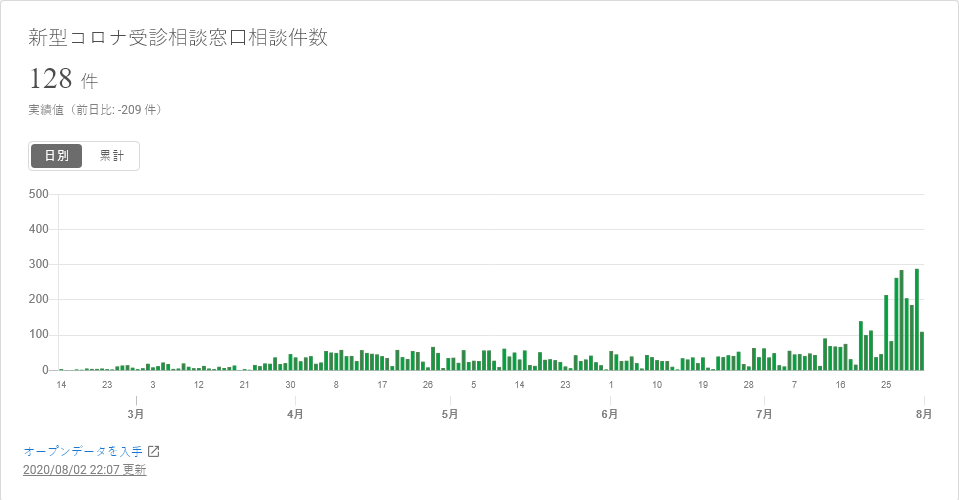 新型コロナ受診相談窓口相談件数
128 件
実績値（前日比: -209 件）
日別 累計
500
400
300
200
100
0
14 23 3 12 21 30 8 17 26 5 14 23 1 10 19 28 7 16 25
3月 4月 5月 6月 7月 8月
オープンデータを入手
2020/08/02 22:07 更新